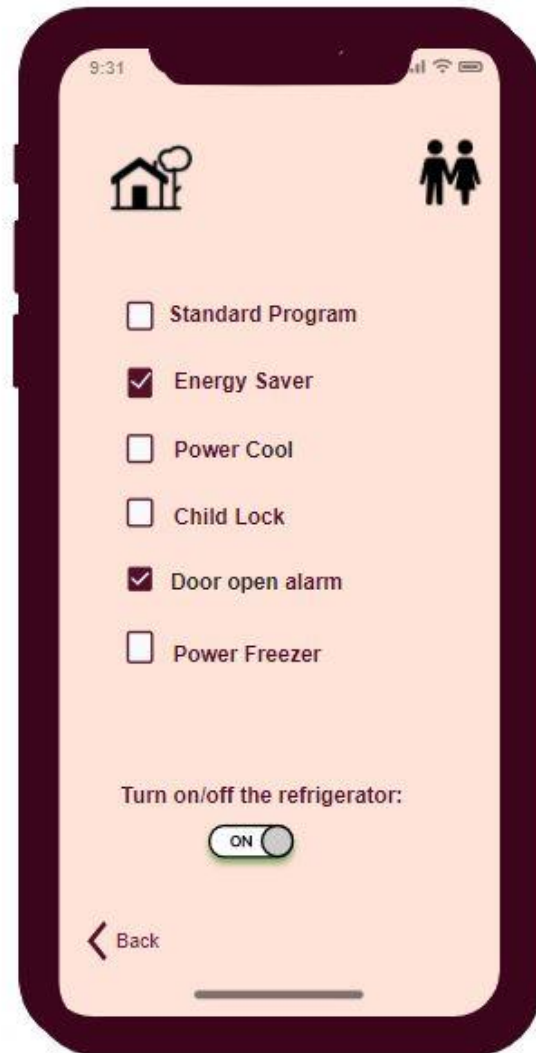 9:31
Standard Program
Energy Saver
Power Cool
Child Lock
Door open alarm
Power Freezer
Turn on/off the refrigerator:
ON
Back